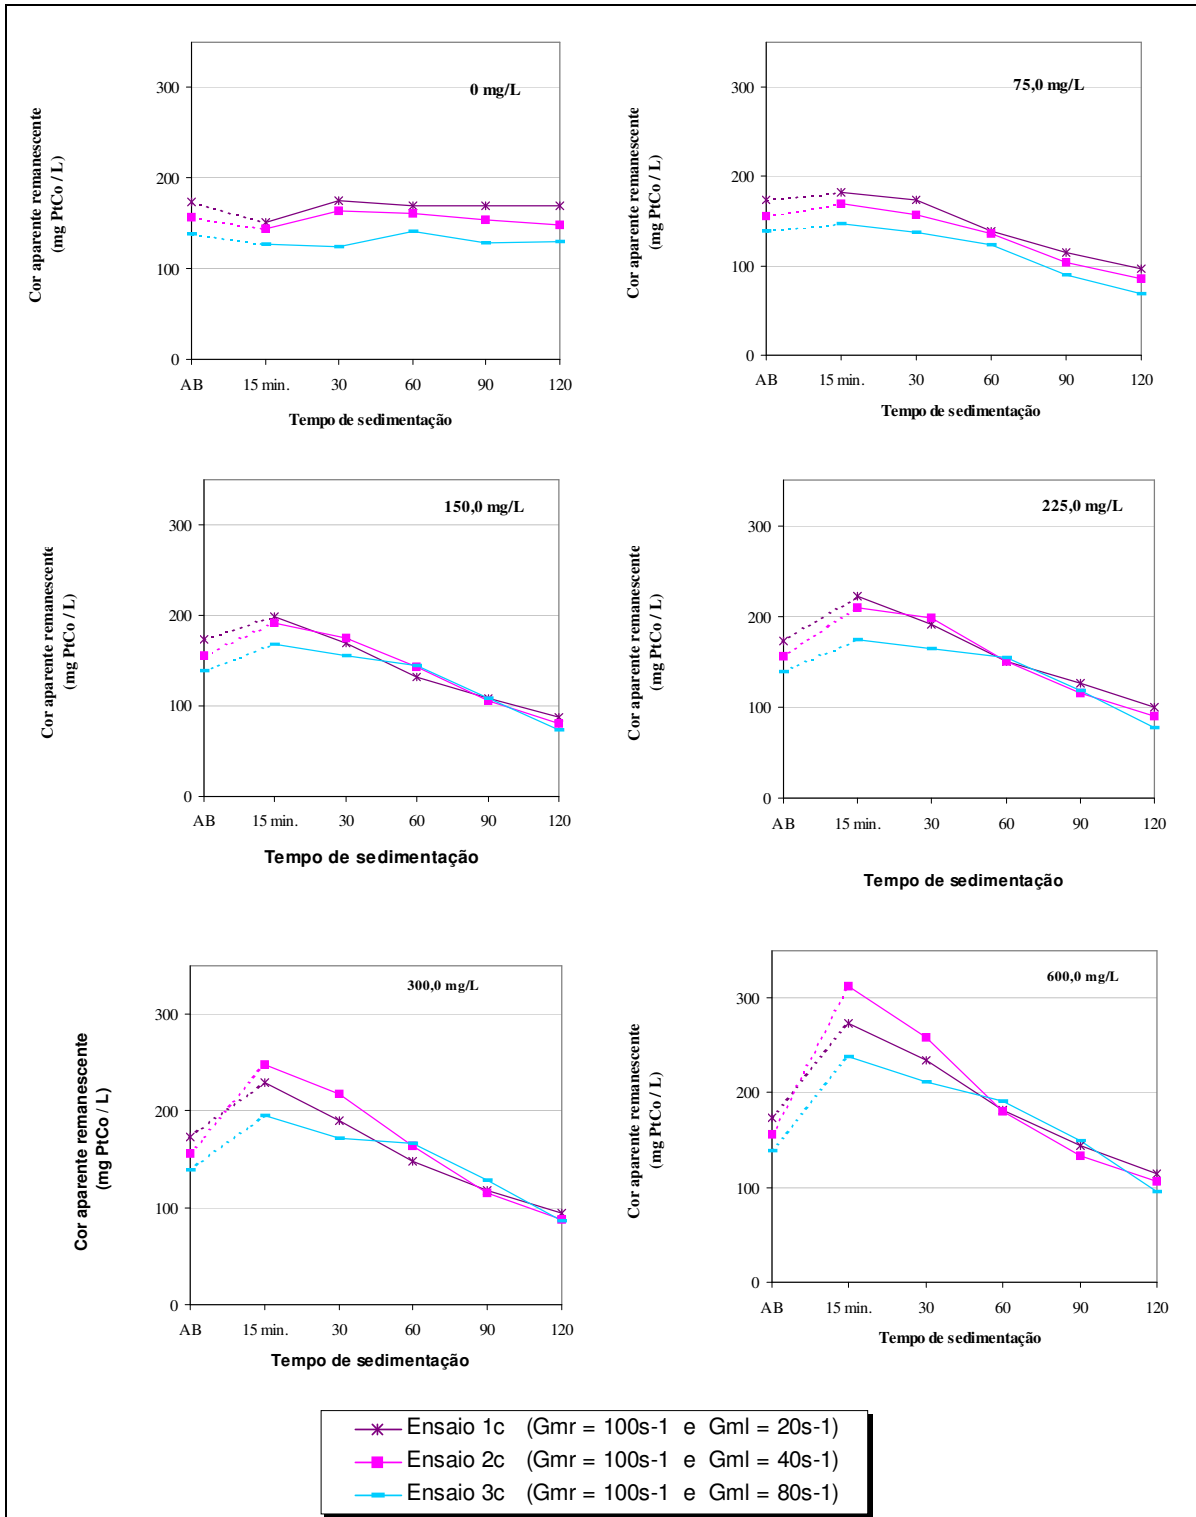 0 mg/L
Cor aparente remanescente
(mg PtCo / L)
300
200
100
0
AB 15 min. 30 60 90 120
Tempo de sedimentação
75,0 mg/L
Cor aparente remanescente
(mg PtCo / L)
300
200
100
0
AB 15 min. 30 60 90 120
Tempo de sedimentação
150,0 mg/L
Cor aparente remanescente
(mg PtCo / L)
300
200
100
0
AB 15 min. 30 60 90 120
Tempo de sedimentação
225,0 mg/L
Cor aparente remanescente
(mg PtCo / L)
300
200
100
0
AB 15 min. 30 60 90 120
Tempo de sedimentação
300,0 mg/L
Cor aparente remanescente
(mg PtCo / L)
300
200
100
0
AB 15 min. 30 60 90 120
Tempo de sedimentação
600,0 mg/L
Cor aparente remanescente
(mg PtCo / L)
300
200
100
0
AB 15 min. 30 60 90 120
Tempo de sedimentação
Ensaio 1c (Gmr = 100s-1 e Gml = 20s-1)
Ensaio 2c (Gmr = 100s-1 e Gml = 40s-1)
Ensaio 3c (Gmr = 100s-1 e Gml = 80s-1)